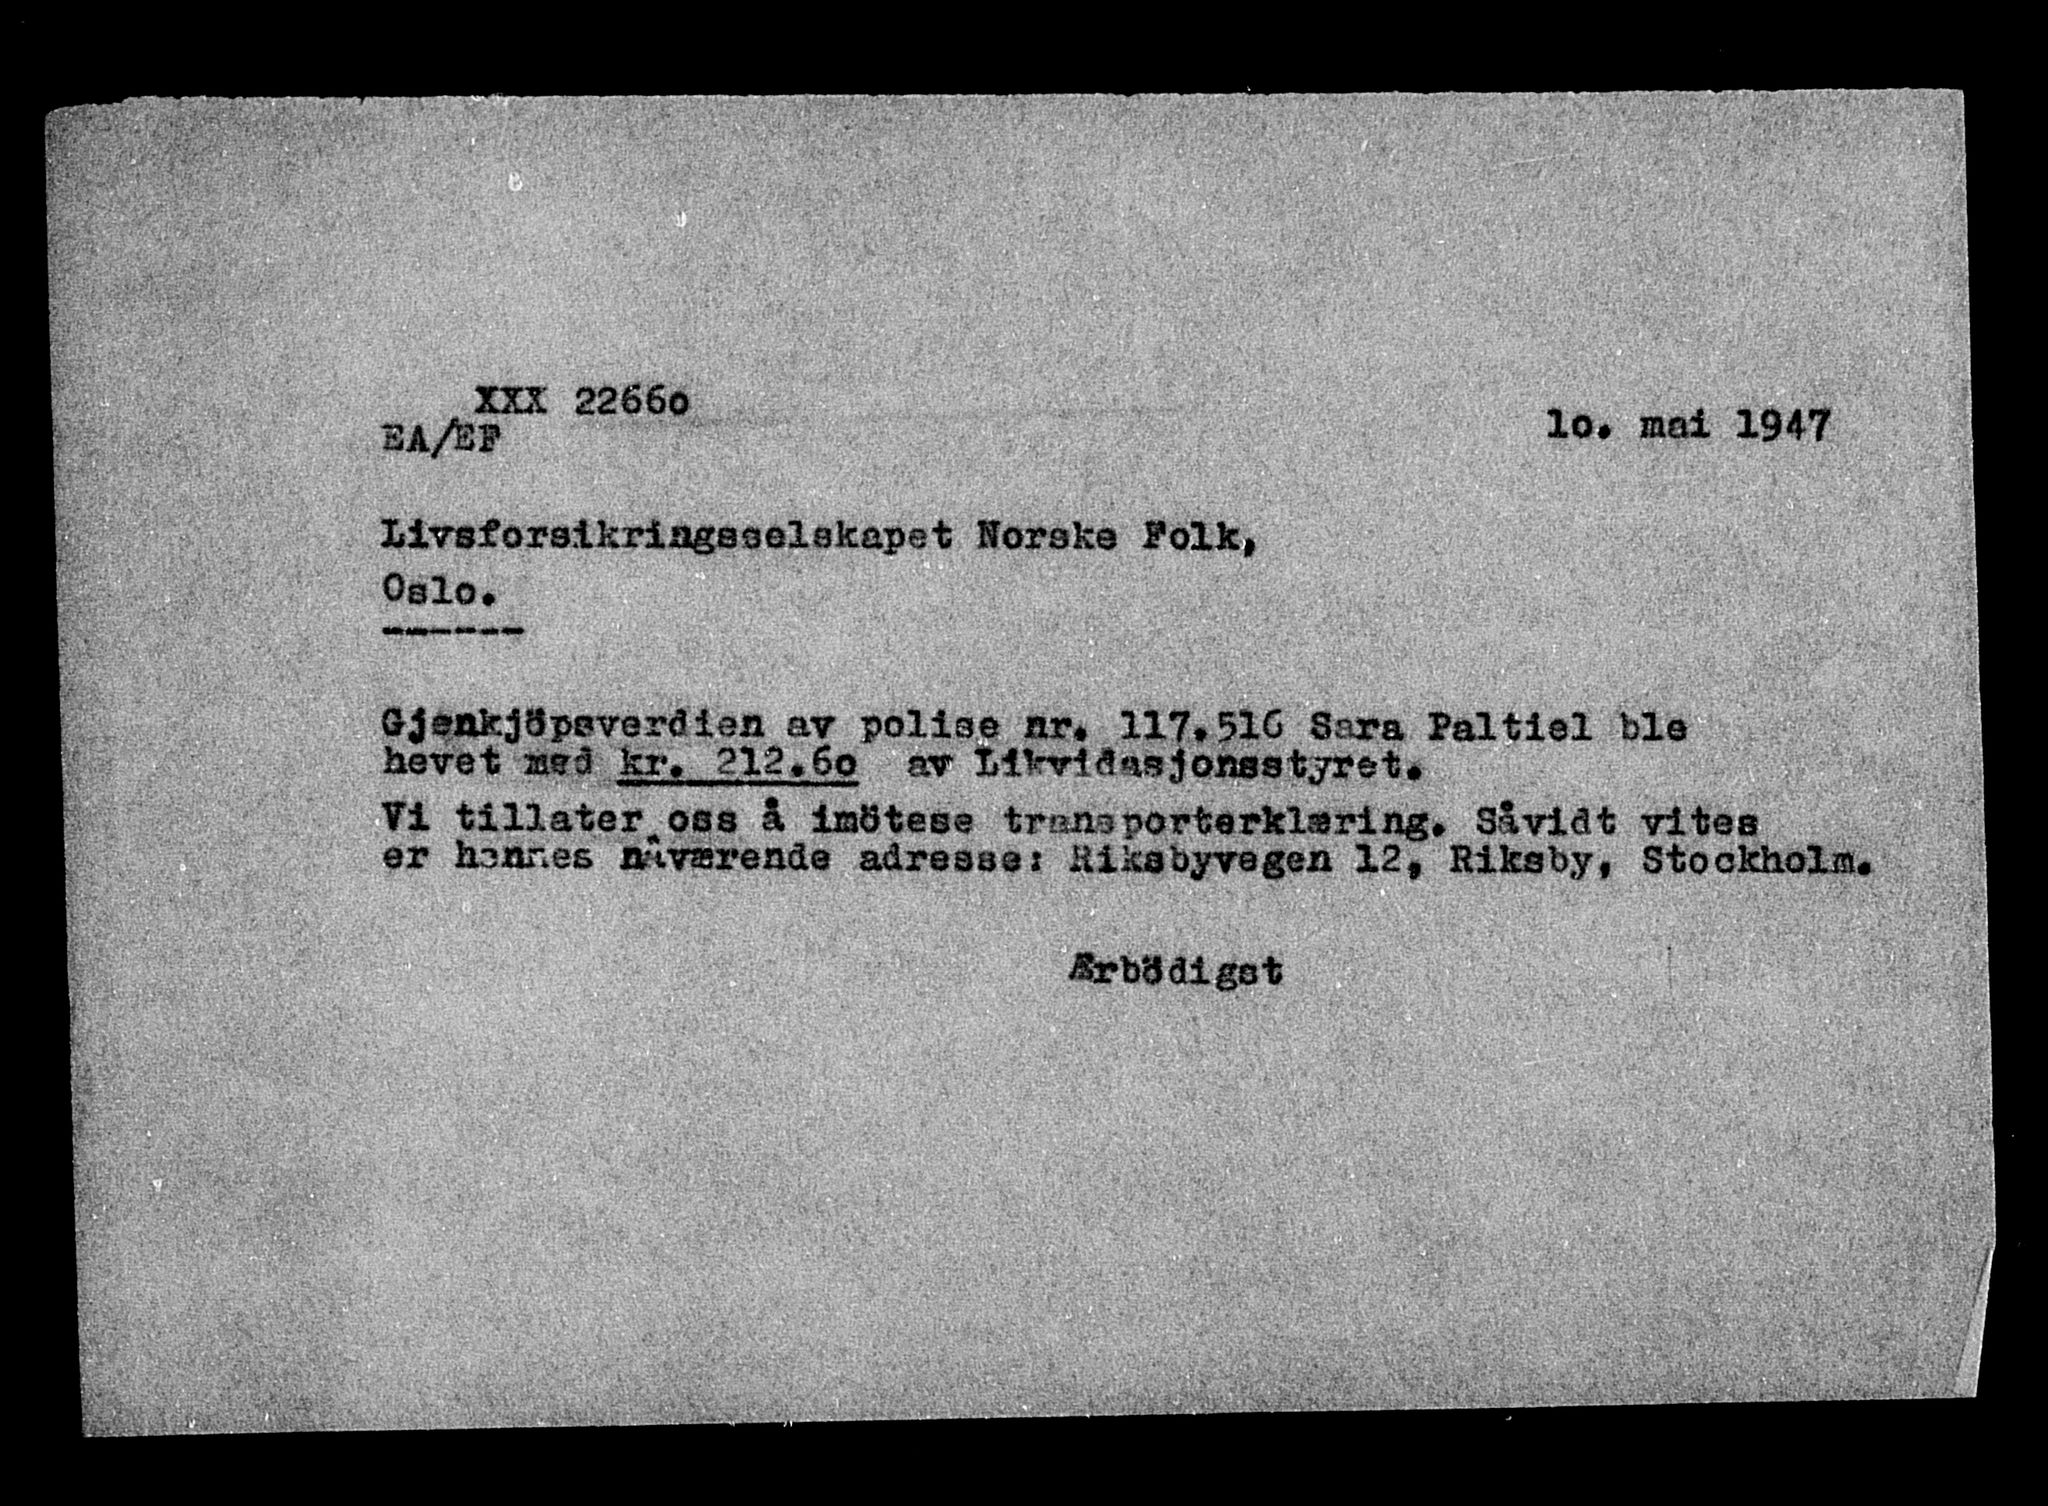 XXX 2266o
EA/EF
lo. mai 1947
Livsforsikringsselskapet Norske Folk,
Oslo.
------
Gjenkjöpsverdien av polise nr. 117.516 Sara Paltiel ble
hevet med kr. 212.6o av Likvidasjonsstyret.
Vi tillater oss å imötese transporterklæring. Såvidt vites
er hennes nåværende adresse: Riksbyvegen 12, Riksby, Stockholm.
Ærbödigst